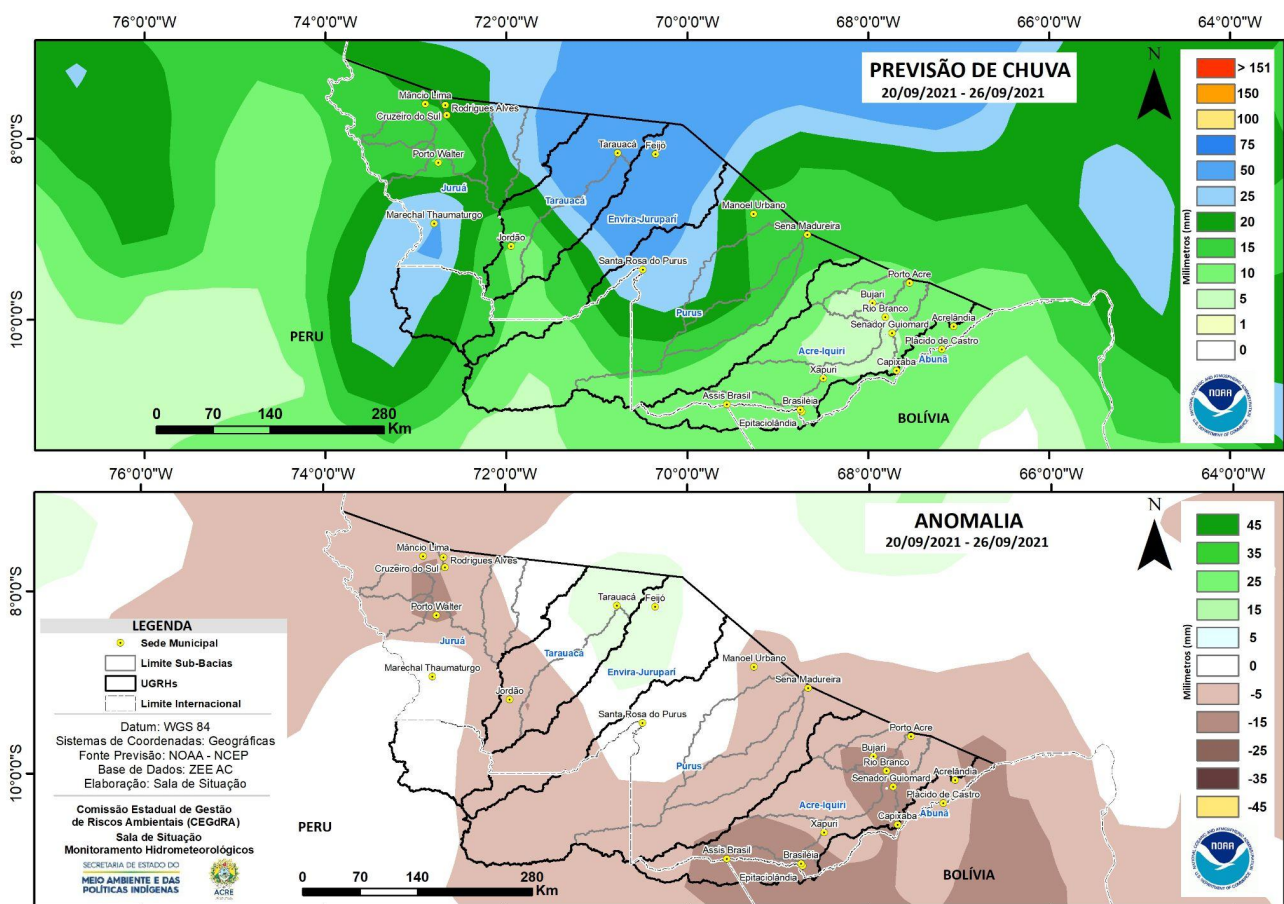 76°0'0"W 74°0'0"W 72°0'0"W 70°0'0"W 68°0'0"W 66°0'0"W 64°0'0"W
N
PREVISÃO DE CHUVA
20/09/2021 - 26/09/2021
> 151
150
100
75
50
25
20
15
10
5
1
0
Milímetros (mm)
8°0'0"S
10°0'0"S
Mâncio Lima
Rodrigues Alves
Cruzeiro do Sul
Porto Walter
Juruá
Marechal Thaumaturgo
Jordão
Tarauacá
Feijó
Tarauacá
Envira-Jurupari
Manoel Urbano
Sena Madureira
Santa Rosa do Purus
Purus
Porto Acre
Bujari
Rio Branco
Senador Guiomard
Acrelândia
Plácido de Castro
Abunã
Acre-Iquiri
Capixaba
Xapuri
Assis Brasil
Brasiléia
Epitaciolândia
PERU
BOLÍVIA
0 70 140 280
Km
NOAA
76°0'0"W 74°0'0"W 72°0'0"W 70°0'0"W 68°0'0"W 66°0'0"W 64°0'0"W
N
ANOMALIA
20/09/2021 - 26/09/2021
45
35
25
15
5
0
-5
-15
-25
-35
-45
Milímetros (mm)
8°0'0"S
10°0'0"S
Mâncio Lima
Rodrigues Alves
Cruzeiro do Sul
Porto Walter
Juruá
Marechal Thaumaturgo
Jordão
Tarauacá
Feijó
Tarauacá
Envira-Jurupari
Manoel Urbano
Sena Madureira
Santa Rosa do Purus
Purus
Porto Acre
Bujari
Rio Branco
Senador Guiomard
Acrelândia
Plácido de Castro
Abunã
Acre-Iquiri
Capixaba
Xapuri
Assis Brasil
Brasiléia
Epitaciolândia
PERU
BOLÍVIA
0 70 140 280
Km
NOAA
LEGENDA
Sede Municipal
Limite Sub-Bacias
UGRHs
Limite Internacional
Datum: WGS 84
Sistemas de Coordenadas: Geográficas
Fonte Previsão: NOAA - NCEP
Base de Dados: ZEE AC
Elaboração: Sala de Situação
Comissão Estadual de Gestão
de Riscos Ambientais (CEGdRA)
Sala de Situação
Monitoramento Hidrometeorológicos
SECRETARIA DE ESTADO DO
MEIO AMBIENTE E DAS
POLÍTICAS INDÍGENAS
ACRE